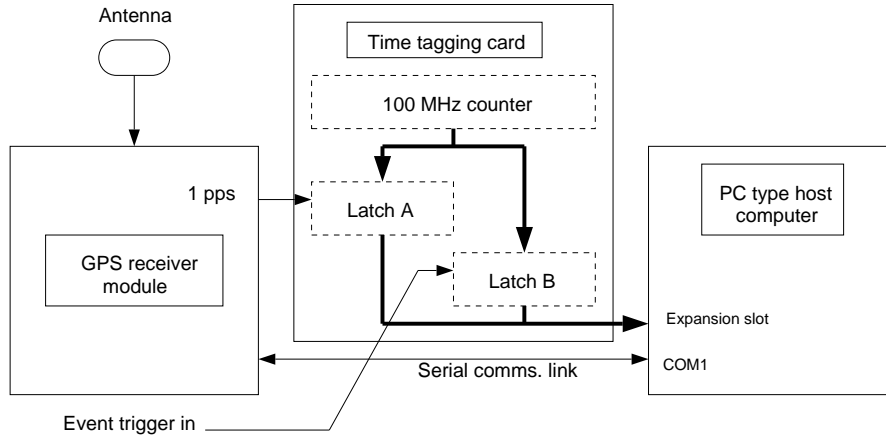 Antenna
Time tagging card
100 MHz counter
1 pps
Latch A
PC type host
computer
GPS receiver
module
Latch B
Expansion slot
Serial comms. link
COM1
Event trigger in